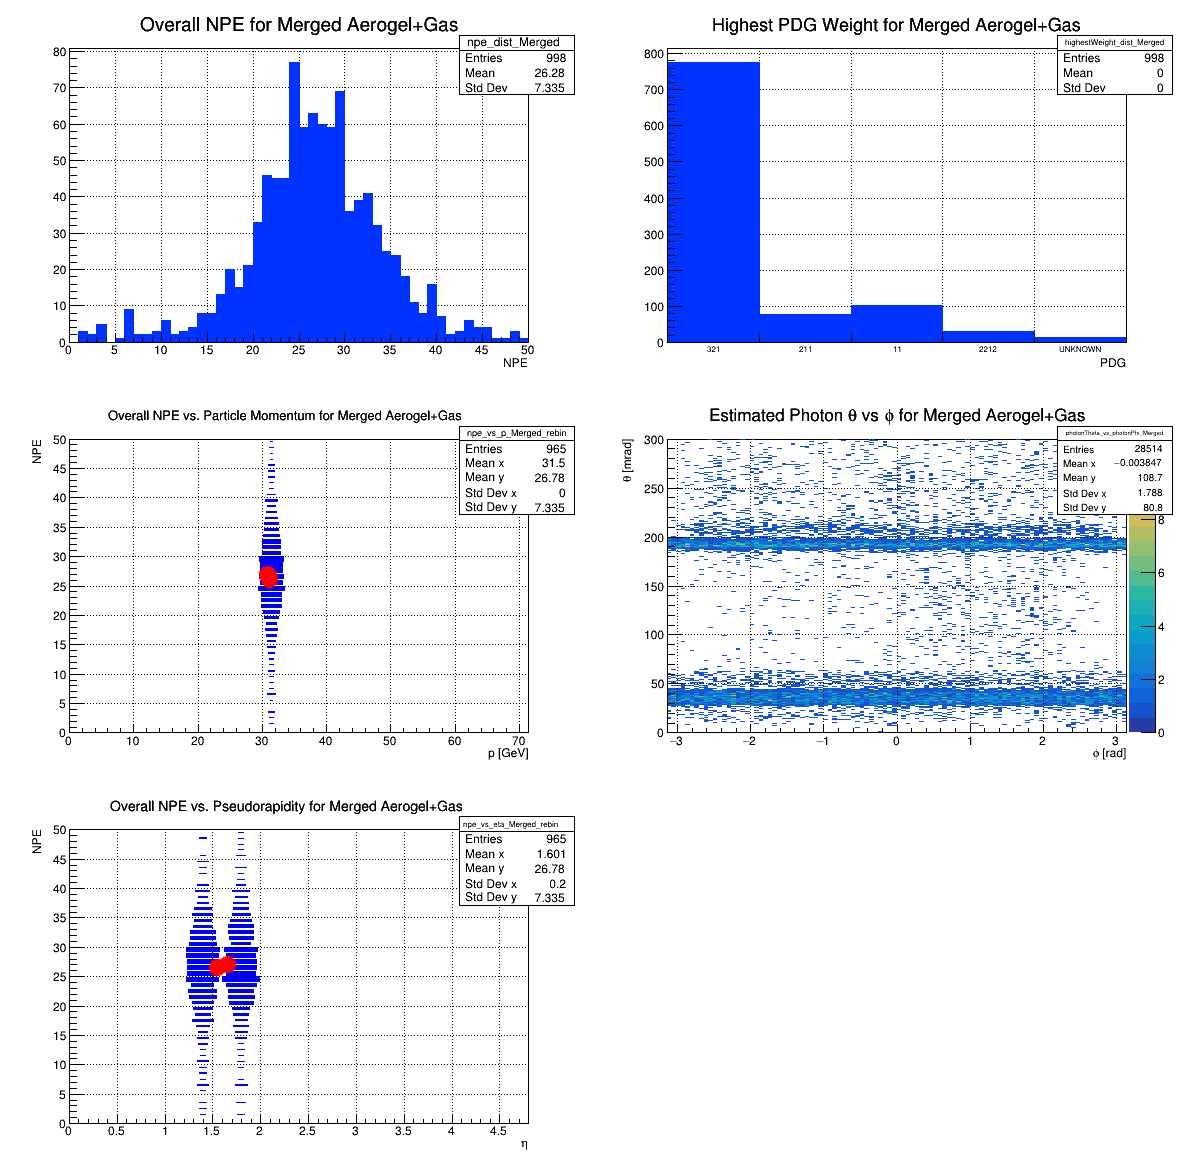 Overall NPE for Merged Aerogel+Gas
npe_dist_Merged
Entries 998
Mean 26.28
Std Dev 7.335
80
70
60
50
40
30
20
10
0
0 5 10 15 20 25 30 35 40 45 50
NPE
Highest PDG Weight for Merged Aerogel+Gas
highestWeight_dist_Merged
Entries 998
Mean 0
Std Dev 0
800
700
600
500
400
300
200
100
0
321 211 11 2212 UNKNOWN
PDG
Overall NPE vs. Particle Momentum for Merged Aerogel+Gas
npe_vs_p_Merged_rebin
Entries 965
Mean x 31.5
Mean y 26.78
Std Dev x 0
Std Dev y 7.335
NPE
50
45
40
35
30
25
20
15
10
5
0
0 10 20 30 40 50 60 70
p [GeV]
Estimated Photon θ vs ϕ for Merged Aerogel+Gas
photonTheta_vs_photonPhi_Merged
Entries 28514
Mean x −0.003847
Mean y 108.7
Std Dev x 1.788
Std Dev y 80.8
θ [mrad]
300
250
200
150
100
50
0
−3 −2 −1 0 1 2 3
ϕ [rad]
8
6
4
2
0
Overall NPE vs. Pseudorapidity for Merged Aerogel+Gas
npe_vs_eta_Merged_rebin
Entries 965
Mean x 1.601
Mean y 26.78
Std Dev x 0.2
Std Dev y 7.335
NPE
50
45
40
35
30
25
20
15
10
5
0
0 0.5 1 1.5 2 2.5 3 3.5 4 4.5
η